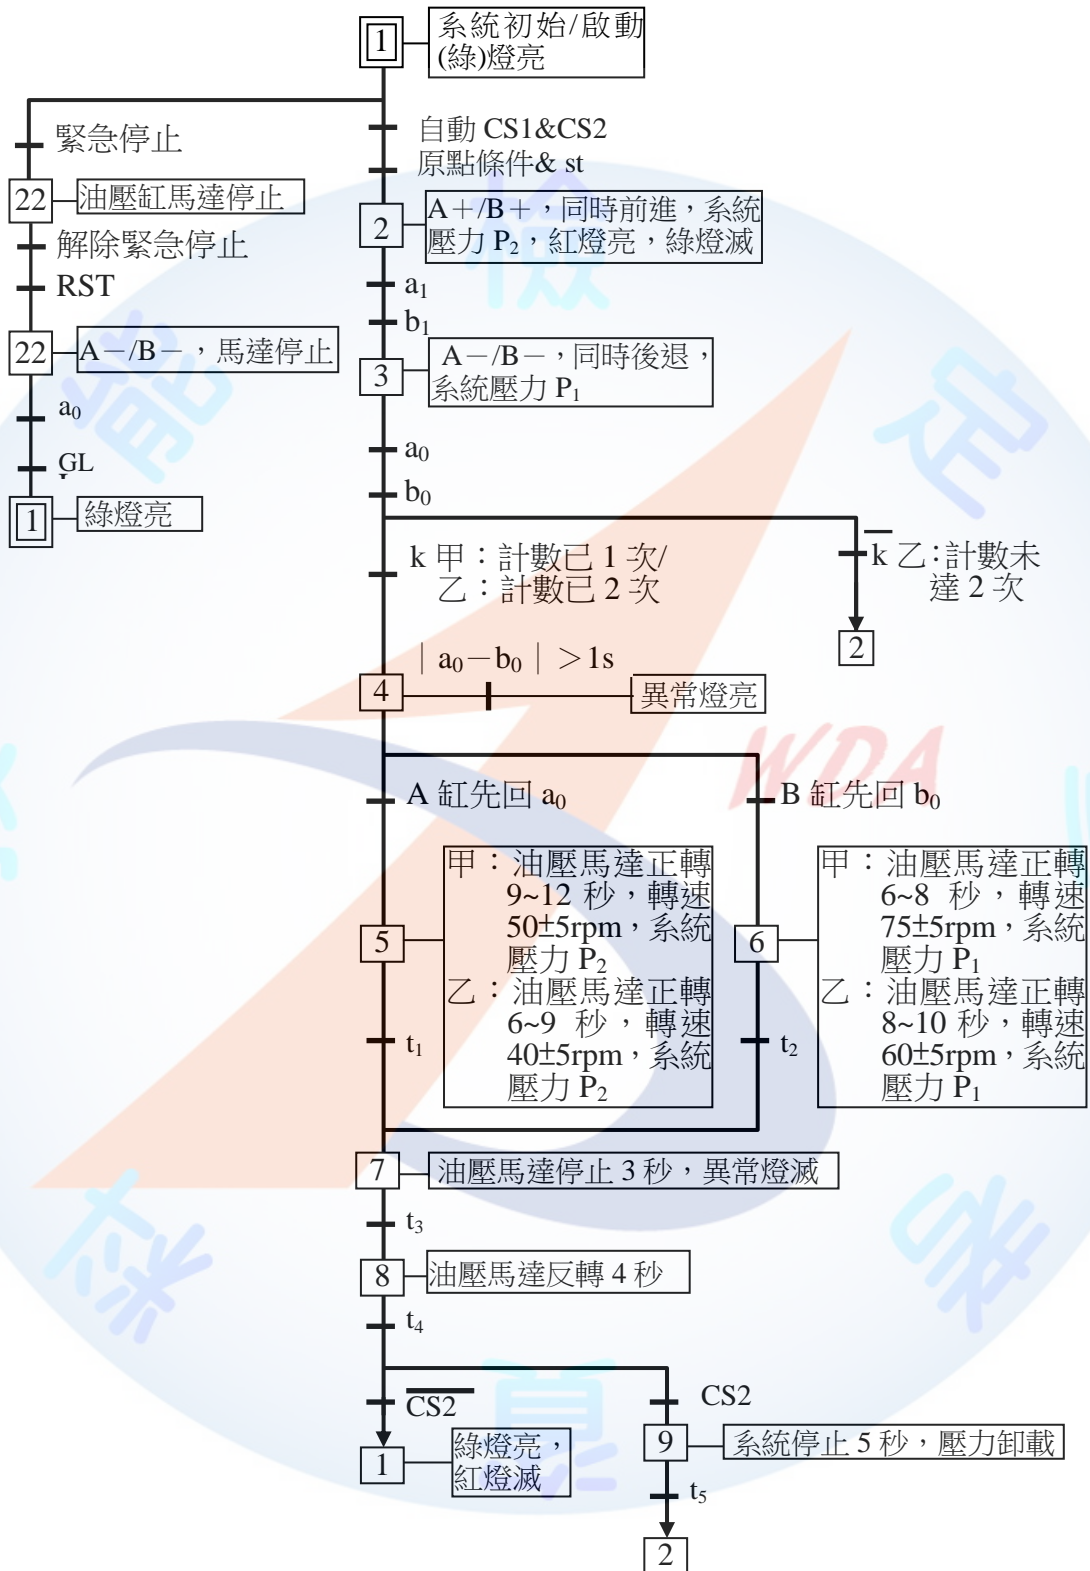 1
系統初始/啟動
(綠)燈亮
緊急停止
22
油壓缸馬達停止
解除緊急停止
RST
22
A－/B－，馬達停止
a₀
GL
1
綠燈亮
自動 CS1&CS2
原點條件& st
2
A＋/B＋，同時前進，系統
壓力 P₂，紅燈亮，綠燈滅
a₁
b₁
3
A－/B－，同時後退，
系統壓力 P₁
a₀
b₀
k 甲：計數已 1 次/
乙：計數已 2 次
k̅ 乙：計數未
達 2 次
2
4
｜a₀－b₀｜＞1s
異常燈亮
A 缸先回 a₀
B 缸先回 b₀
5
甲：油壓馬達正轉
9~12 秒，轉速
50±5rpm，系統
壓力 P₂
乙：油壓馬達正轉
6~9 秒，轉速
40±5rpm，系統
壓力 P₂
t₁
6
甲：油壓馬達正轉
6~8 秒，轉速
75±5rpm，系統
壓力 P₁
乙：油壓馬達正轉
8~10 秒，轉速
60±5rpm，系統
壓力 P₁
t₂
7
油壓馬達停止 3 秒，異常燈滅
t₃
8
油壓馬達反轉 4 秒
t₄
C̅S̅2̅
1
綠燈亮，
紅燈滅
CS2
9
系統停止 5 秒，壓力卸載
t₅
2
WDA